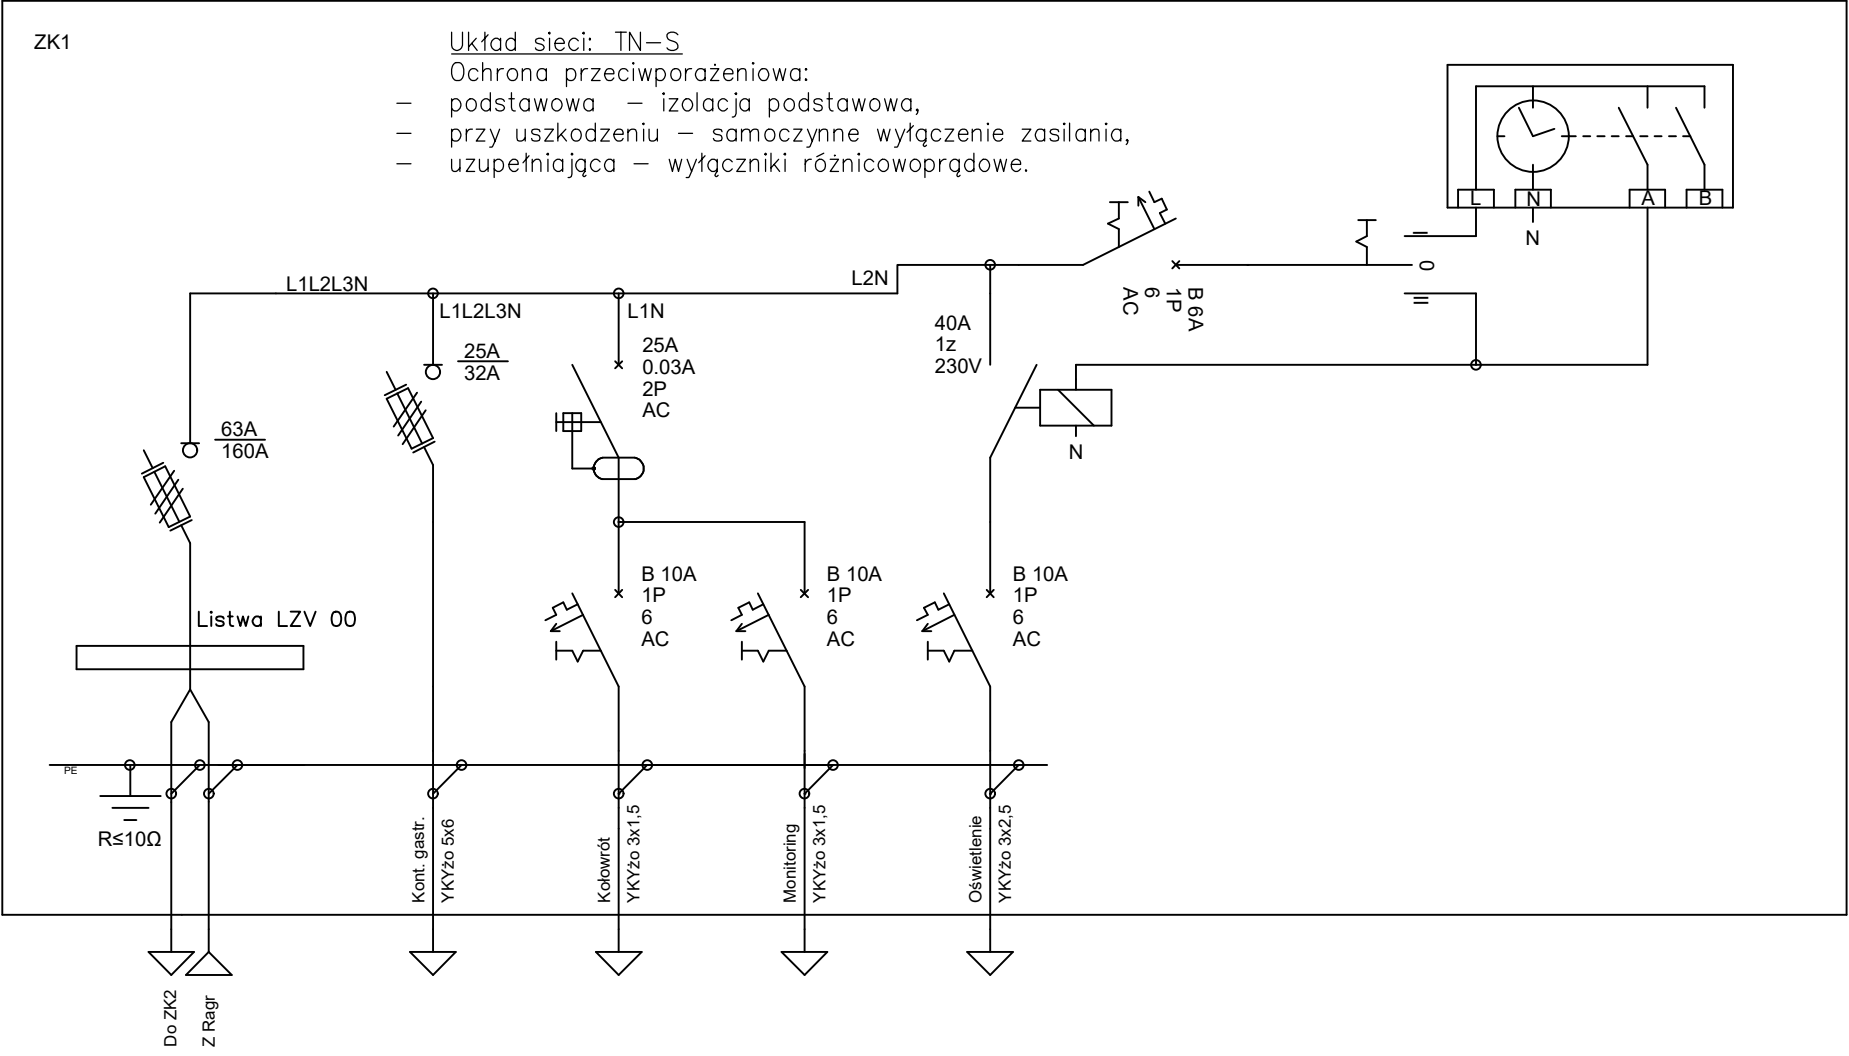 ZK1
Układ sieci: TN-S
Ochrona przeciwporażeniowa:
- podstawowa - izolacja podstawowa,
- przy uszkodzeniu - samoczynne wyłączenie zasilania,
- uzupełniająca - wyłączniki różnicowoprądowe.
L
N
A
B
N
I
0
II
B 6A
1P
6
AC
L1L2L3N
L1L2L3N
L1N
L2N
63A
160A
25A
32A
25A
0.03A
2P
AC
40A
1z
230V
N
B 10A
1P
6
AC
B 10A
1P
6
AC
B 10A
1P
6
AC
Listwa LZV 00
PE
R≤10Ω
Kont. gastr.
YKYżo 5x6
Kołowrót
YKYżo 3x1,5
Monitoring
YKYżo 3x1,5
Oświetlenie
YKYżo 3x2,5
Do ZK2
Z Ragr